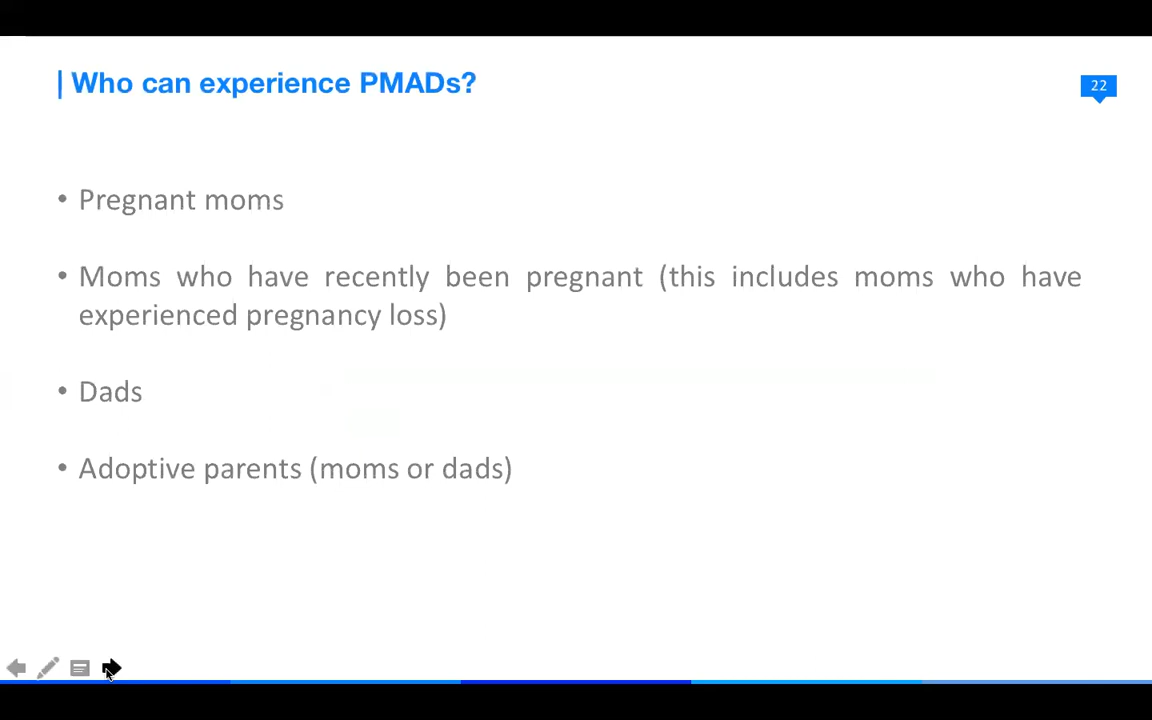 | Who can experience PMADs?
22
• Pregnant moms
• Moms who have recently been pregnant (this includes moms who have
experienced pregnancy loss)
• Dads
• Adoptive parents (moms or dads)